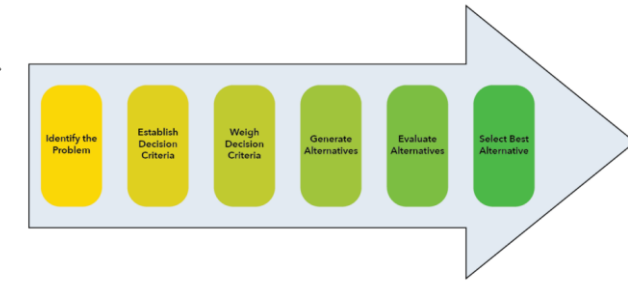 Identify the
Problem
Establish
Decision
Criteria
Weigh
Decision
Criteria
Generate
Alternatives
Evaluate
Alternatives
Select Best
Alternative